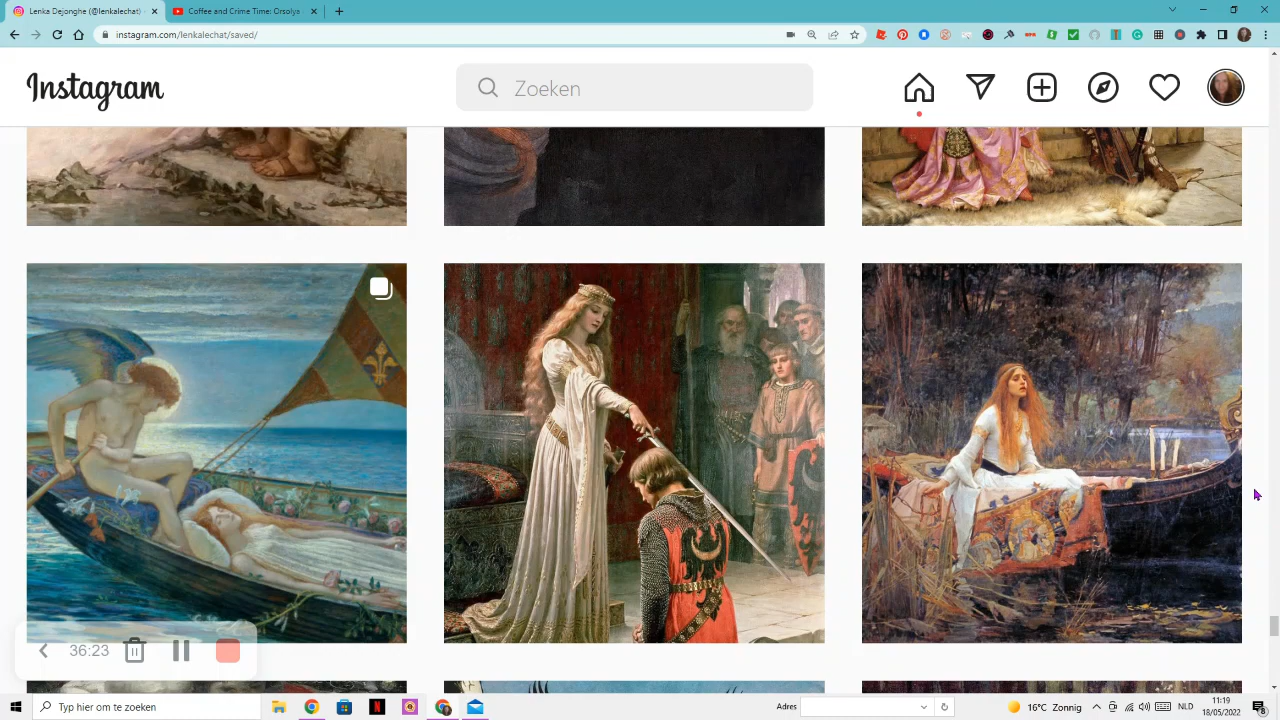 Lenka Dejonghe (@lenkalechat)
Coffee and Crime Time: Orsolya
instagram.com/lenkalechat/saved/
Instagram
Zoeken
36:23
Typ hier om te zoeken
Adres
16°C Zonnig
NLD
11:19
18/05/2022
8